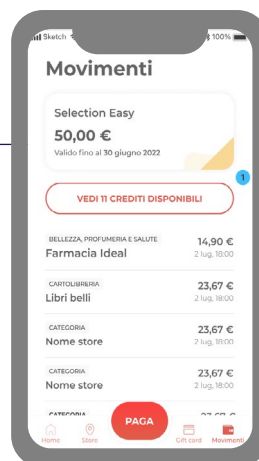 Sketch 100%
Movimenti
Selection Easy
50,00 €
Valido fino al 30 giugno 2022
1
VEDI 11 CREDITI DISPONIBILI
BELLEZZA, PROFUMERIA E SALUTE
14,90 €
Farmacia Ideal
2 lug, 18:00
CARTOLIBRERIA
23,67 €
Libri belli
2 lug, 18:00
CATEGORIA
23,67 €
Nome store
2 lug, 18:00
CATEGORIA
23,67 €
Nome store
2 lug, 18:00
CATEGORIA
23,67 €
PAGA
Home
Store
Gift card
Movimenti